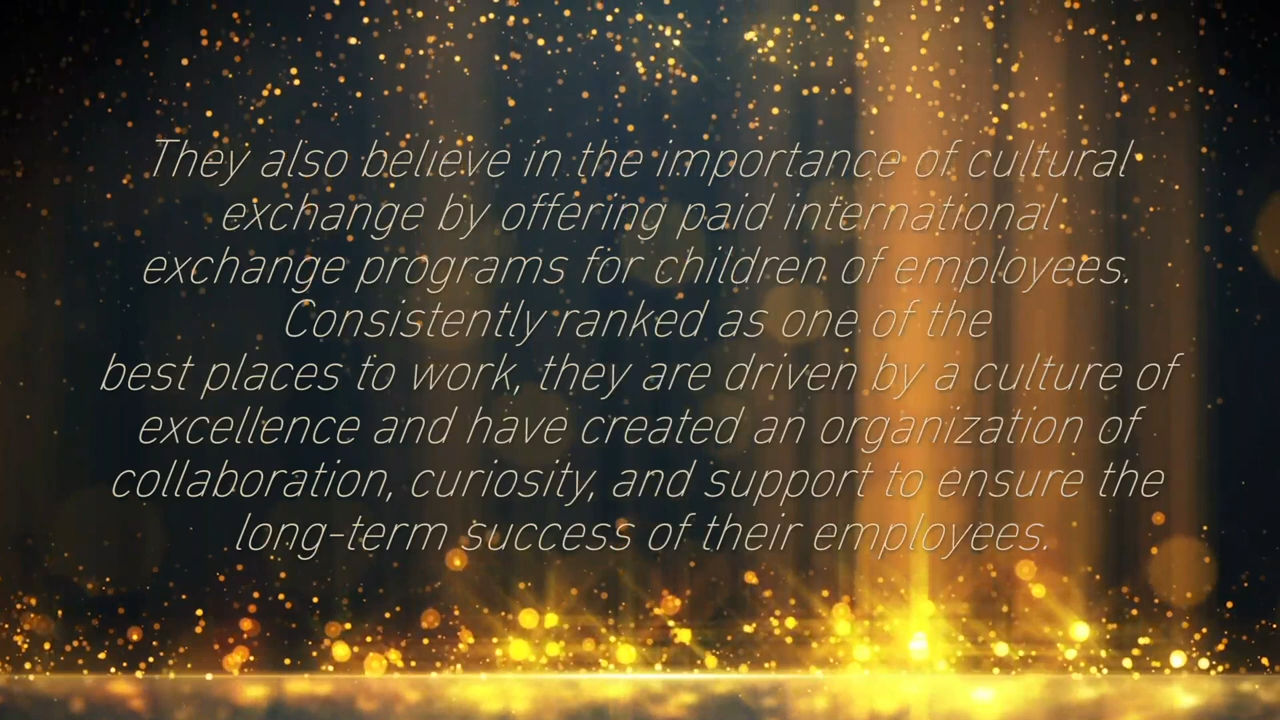 They also believe in the importance of cultural
exchange by offering paid international
exchange programs for children of employees.
Consistently ranked as one of the
best places to work, they are driven by a culture of
excellence and have created an organization of
collaboration, curiosity, and support to ensure the
long-term success of their employees.